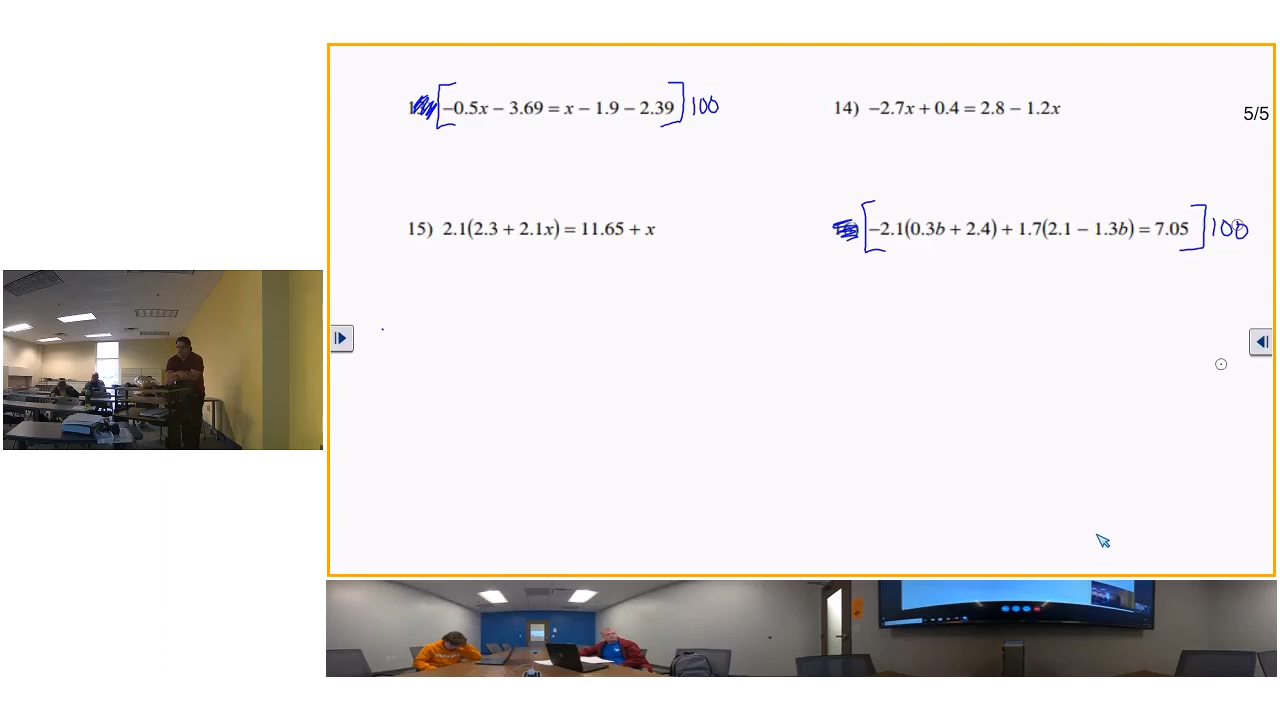 [−0.5x − 3.69 = x − 1.9 − 2.39] 100
14) −2.7x + 0.4 = 2.8 − 1.2x
5/5
15) 2.1(2.3 + 2.1x) = 11.65 + x
[−2.1(0.3b + 2.4) + 1.7(2.1 − 1.3b) = 7.05] 100